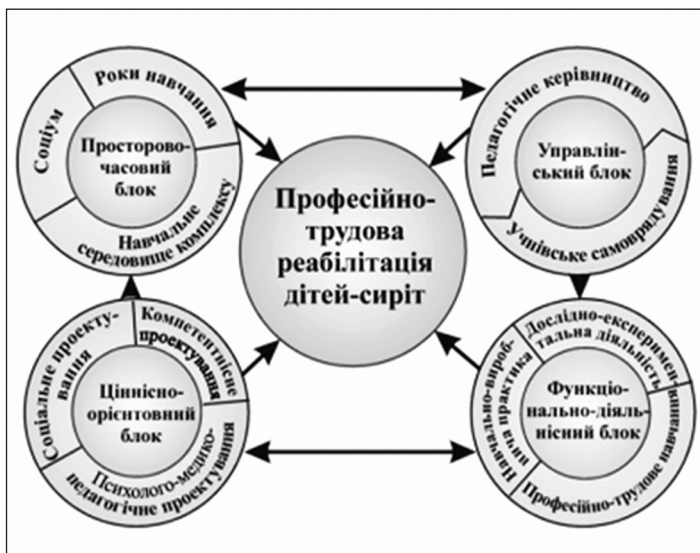 Роки навчання
Соціум
Навчальне
середовище комплексу
Просторово-
часовий
блок
Педагогічне керівництво
Учнівське самоврядування
Управлін-
ський блок
Професійно-
трудова
реабілітація
дітей-сиріт
Соціальне проекту-
вання
Компетентнісне
проектування
Психолого-медико-
педагогічне проектування
Ціннісно-
орієнтовний
блок
Дослідно-експеримен-
тальна діяльність
Навчально-вироб-
нича практика
Професійно-трудове навчання
Функціо-
нально-діяль-
нісний блок